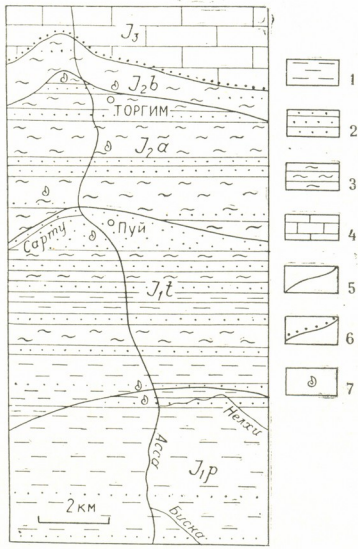 J₃
J₂b
ТОРГИМ
J₂a
Сарту
Пуй
J₁t
Нелхи
Асса
J₁p
Биска
2 км
1
2
3
4
5
6
7